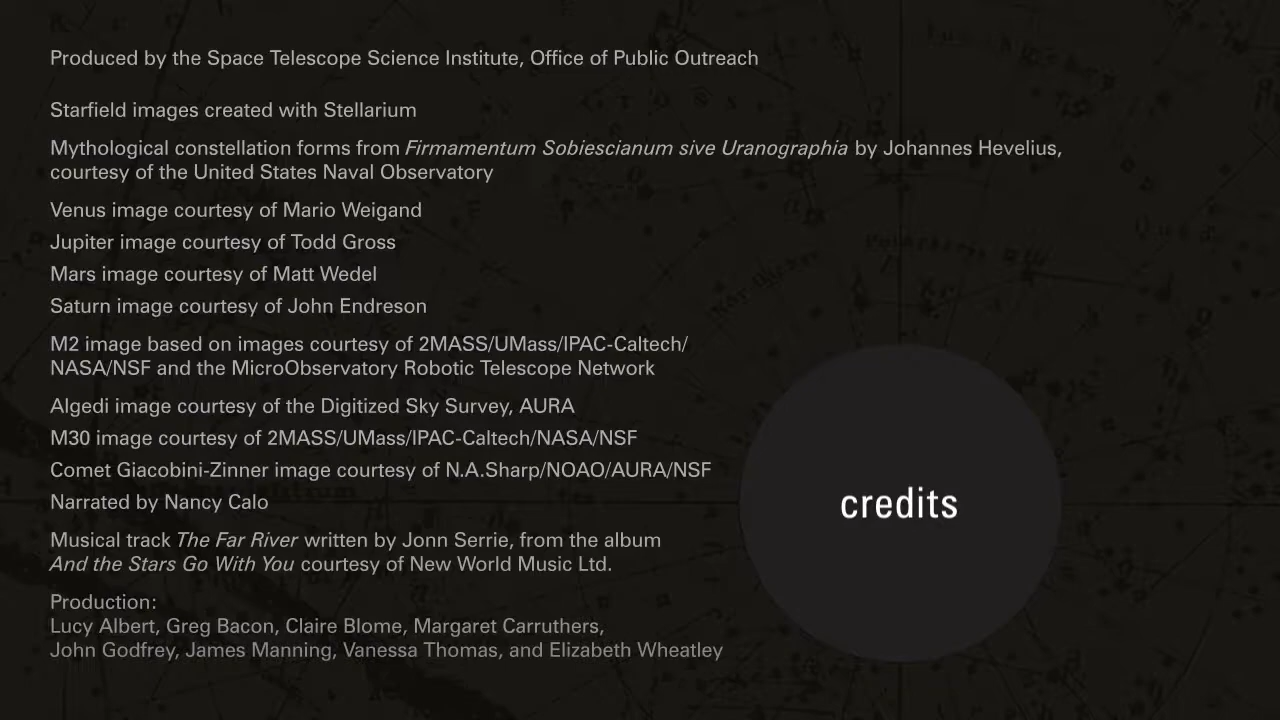 Produced by the Space Telescope Science Institute, Office of Public Outreach
Starfield images created with Stellarium
Mythological constellation forms from Firmamentum Sobiescianum sive Uranographia by Johannes Hevelius,
courtesy of the United States Naval Observatory
Venus image courtesy of Mario Weigand
Jupiter image courtesy of Todd Gross
Mars image courtesy of Matt Wedel
Saturn image courtesy of John Endreson
M2 image based on images courtesy of 2MASS/UMass/IPAC-Caltech/
NASA/NSF and the MicroObservatory Robotic Telescope Network
Algedi image courtesy of the Digitized Sky Survey, AURA
M30 image courtesy of 2MASS/UMass/IPAC-Caltech/NASA/NSF
Comet Giacobini-Zinner image courtesy of N.A.Sharp/NOAO/AURA/NSF
Narrated by Nancy Calo
Musical track The Far River written by Jonn Serrie, from the album
And the Stars Go With You courtesy of New World Music Ltd.
Production:
Lucy Albert, Greg Bacon, Claire Blome, Margaret Carruthers,
John Godfrey, James Manning, Vanessa Thomas, and Elizabeth Wheatley
credits